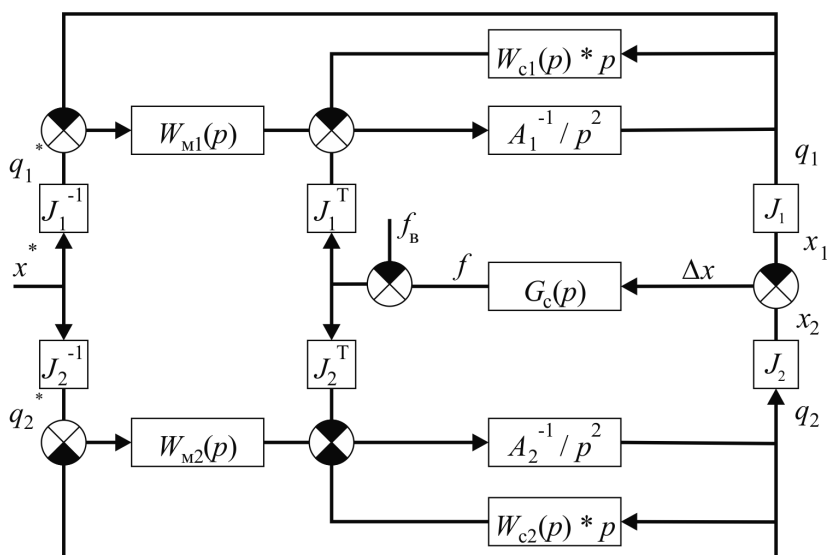 W_c1(p) * p
W_м1(p)
A_1^-1 / p^2
q_1^*
q_1
J_1^-1
J_1^T
J_1
f_в
x_1
x^*
f
G_c(p)
Δx
x_2
J_2^-1
J_2^T
J_2
q_2^*
q_2
W_м2(p)
A_2^-1 / p^2
W_c2(p) * p